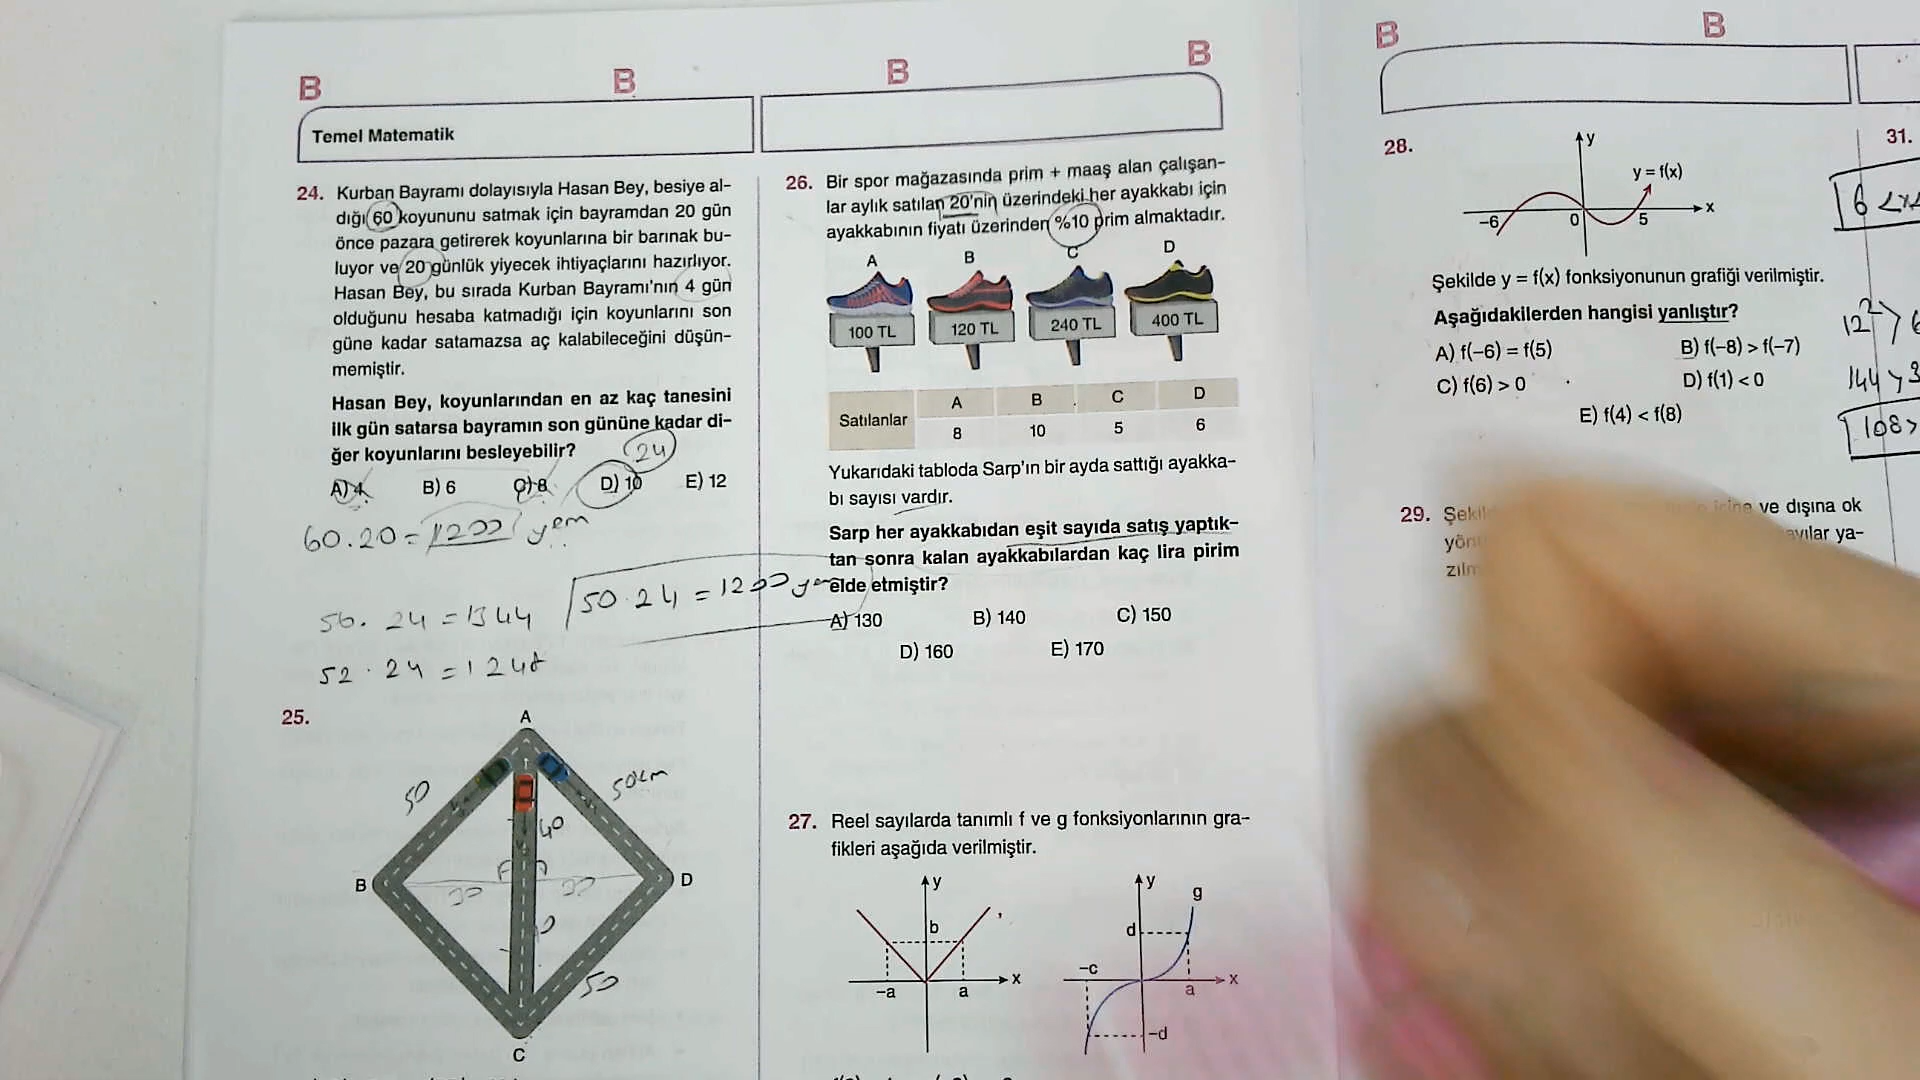 B
B
B
B
B
B
Temel Matematik
24. Kurban Bayramı dolayısıyla Hasan Bey, besiye al-
dığı 60 koyununu satmak için bayramdan 20 gün
önce pazara getirerek koyunlarına bir barınak bu-
luyor ve 20 günlük yiyecek ihtiyaçlarını hazırlıyor.
Hasan Bey, bu sırada Kurban Bayramı'nın 4 gün
olduğunu hesaba katmadığı için koyunlarını son
güne kadar satamazsa aç kalabileceğini düşün-
memiştir.
Hasan Bey, koyunlarından en az kaç tanesini
ilk gün satarsa bayramın son gününe kadar di-
ğer koyunlarını besleyebilir?
24
A) 4 B) 6 C) 8 D) 10 E) 12
60.20=1200 yem
50.24=1200 yem
56.24=1344
52.24=1248
25.
A
50
50km
40
B
D
50
C
26. Bir spor mağazasında prim + maaş alan çalışan-
lar aylık satılan 20'nin üzerindeki her ayakkabı için
ayakkabının fiyatı üzerinden %10 prim almaktadır.
A B C D
100 TL 120 TL 240 TL 400 TL
Satılanlar
A B C D
8 10 5 6
Yukarıdaki tabloda Sarp'ın bir ayda sattığı ayakka-
bı sayısı vardır.
Sarp her ayakkabıdan eşit sayıda satış yaptık-
tan sonra kalan ayakkabılardan kaç lira pirim
elde etmiştir?
A) 130 B) 140 C) 150
D) 160 E) 170
27. Reel sayılarda tanımlı f ve g fonksiyonlarının gra-
fikleri aşağıda verilmiştir.
y
b
-a a x
y
g
d
-c
a x
-d
28.
y
y = f(x)
-6 0 5 x
Şekilde y = f(x) fonksiyonunun grafiği verilmiştir.
Aşağıdakilerden hangisi yanlıştır?
A) f(-6) = f(5) B) f(-8) > f(-7)
C) f(6) > 0 D) f(1) < 0
E) f(4) < f(8)
29. ve dışına ok
ya-
31.